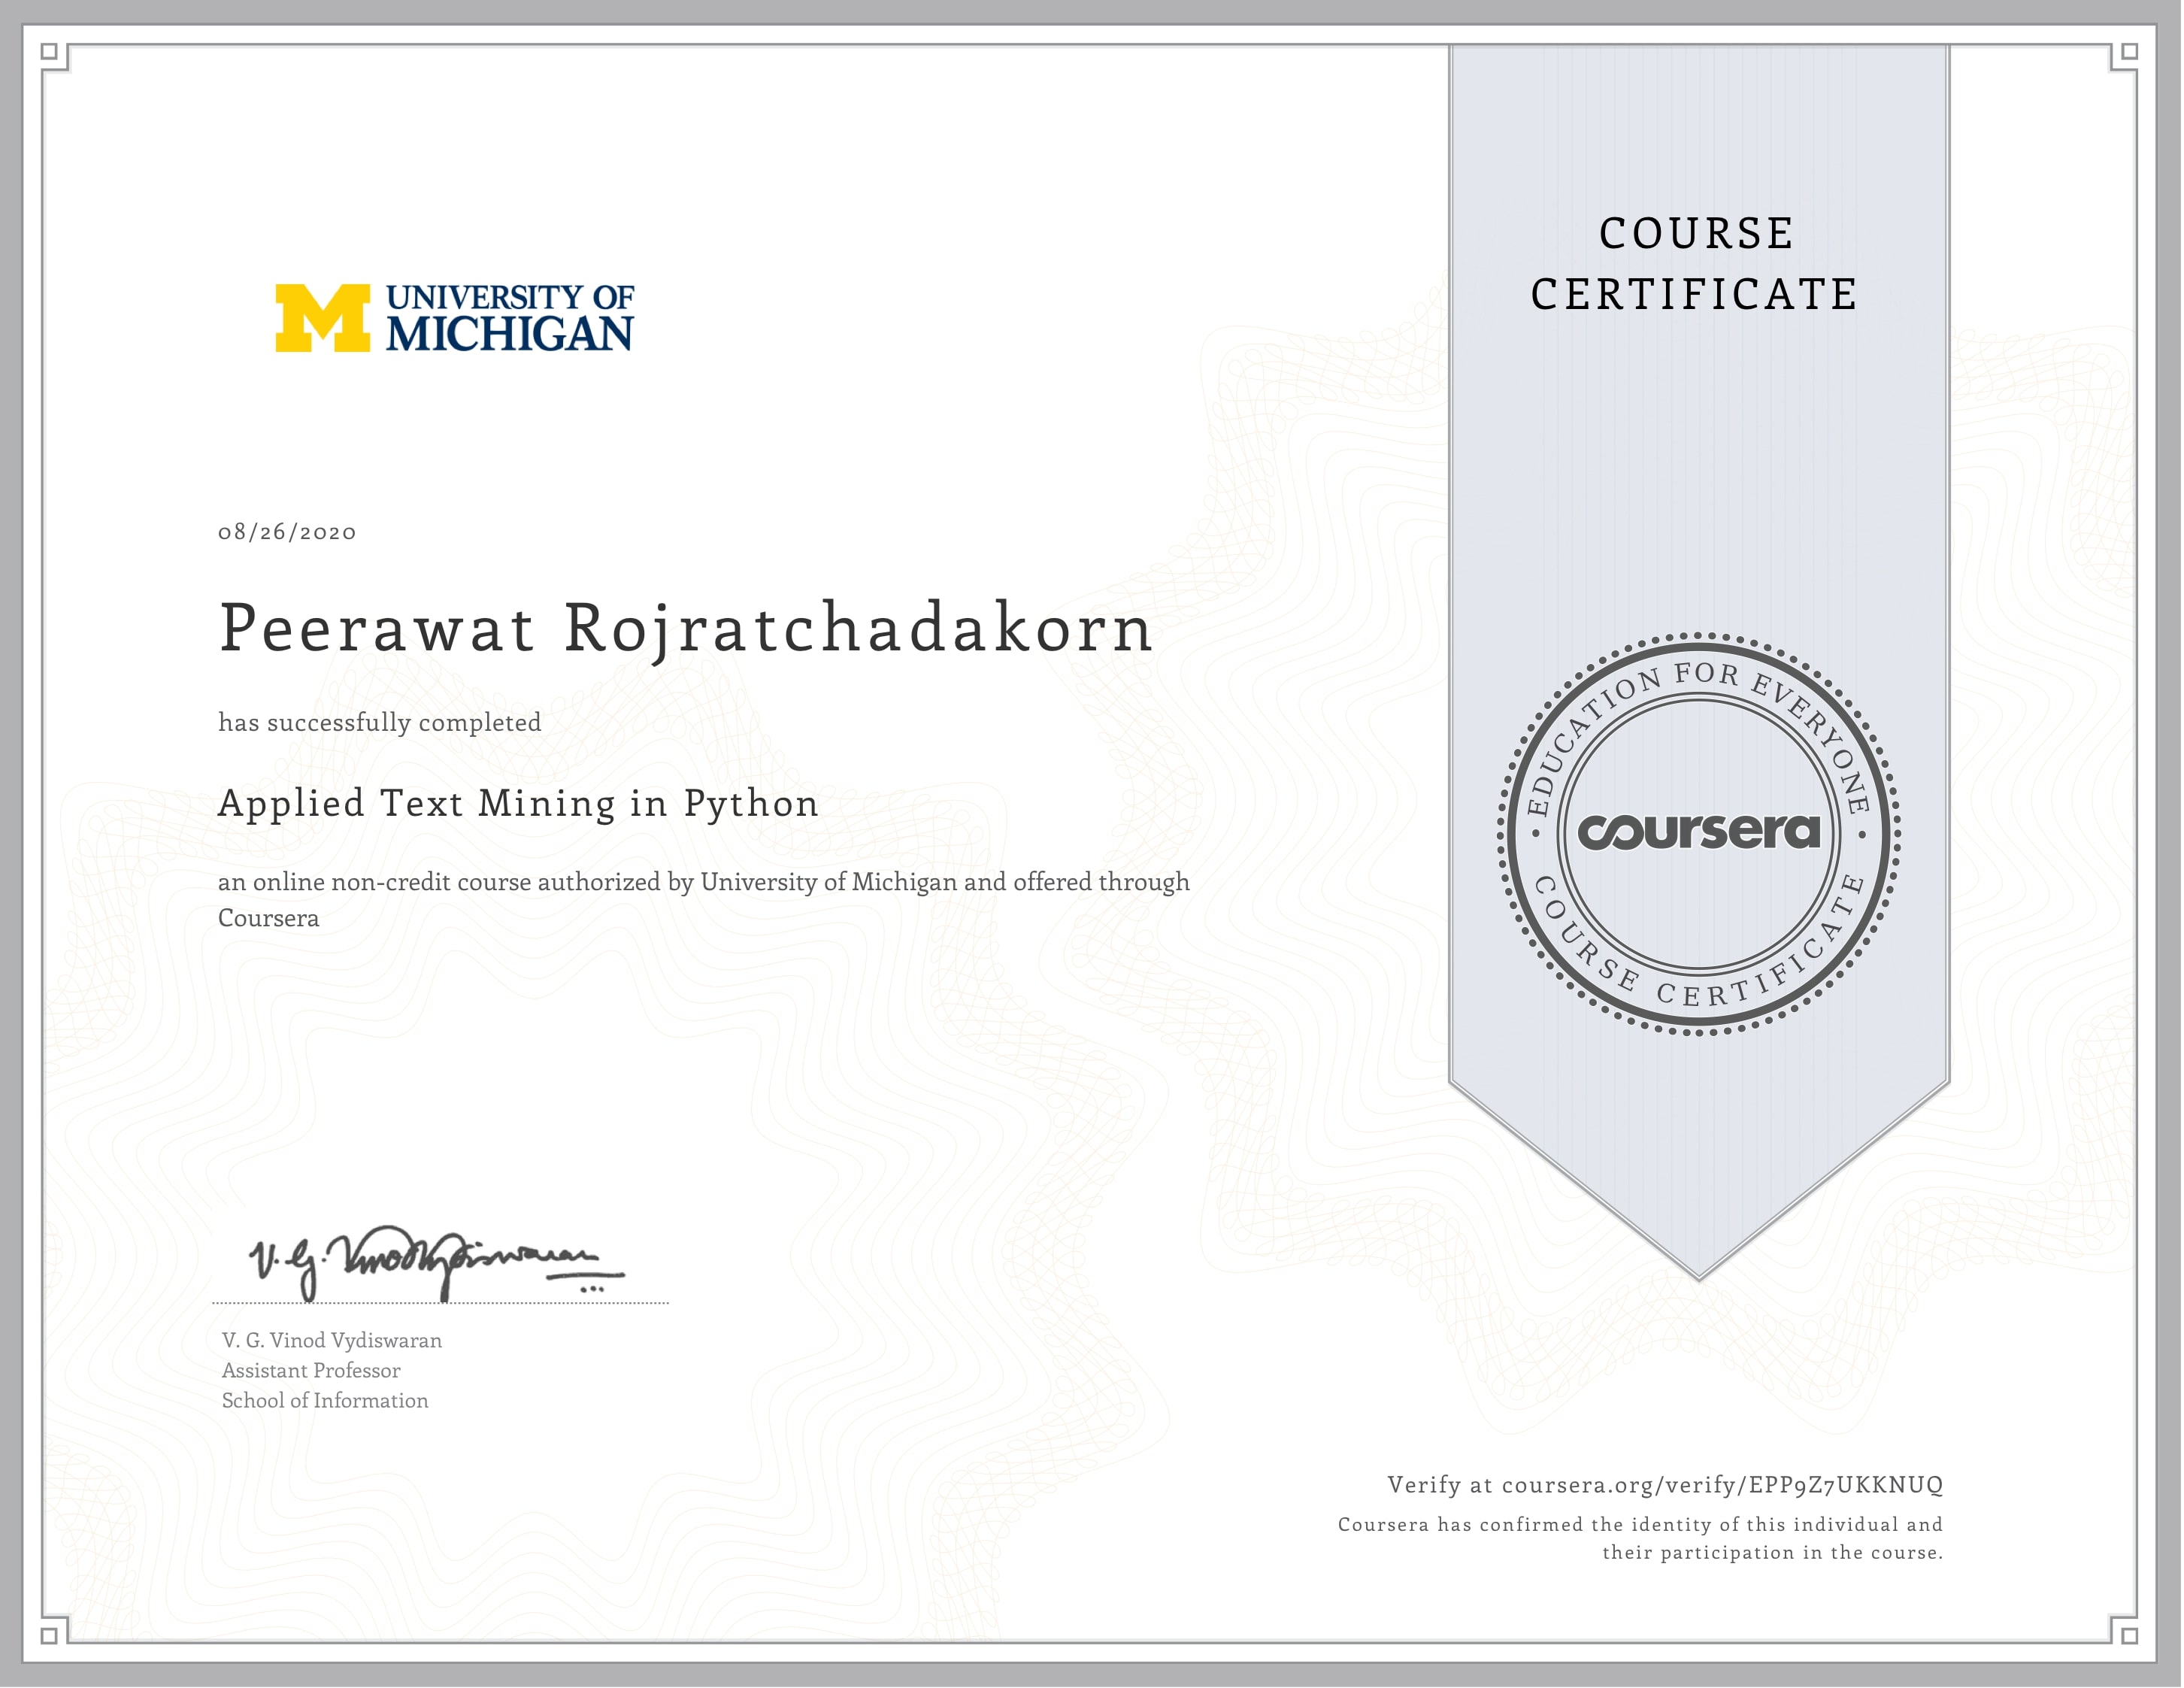 UNIVERSITY OF
MICHIGAN
COURSE
CERTIFICATE
08/26/2020
Peerawat Rojratchadakorn
has successfully completed
Applied Text Mining in Python
an online non-credit course authorized by University of Michigan and offered through
Coursera
EDUCATION FOR EVERYONE
coursera
COURSE CERTIFICATE
V. G. Vinod Vydiswaran
V. G. Vinod Vydiswaran
Assistant Professor
School of Information
Verify at coursera.org/verify/EPP9Z7UKKNUQ
Coursera has confirmed the identity of this individual and
their participation in the course.